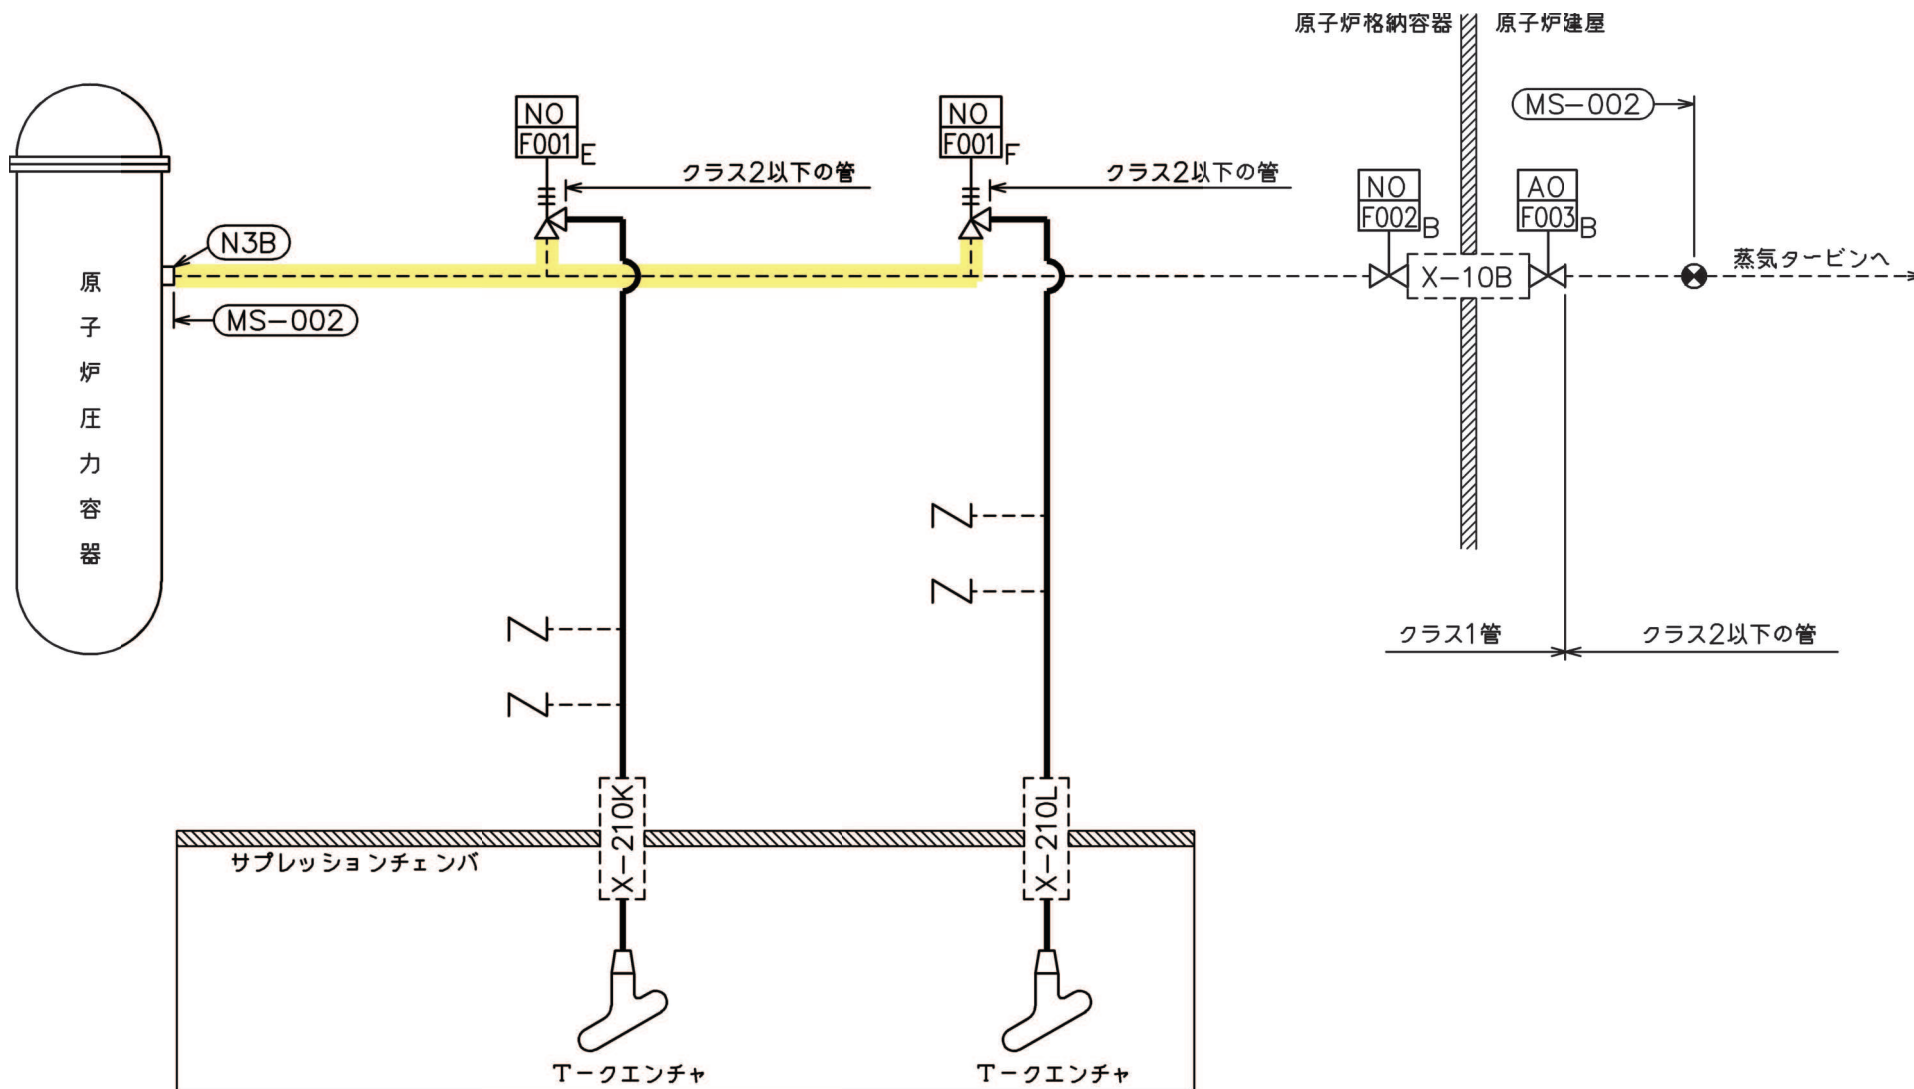 原子炉格納容器
原子炉建屋
MS-002
NO
F001
E
クラス2以下の管
NO
F001
F
クラス2以下の管
NO
F002
B
AO
F003
B
N3B
X-10B
蒸気タービンへ
MS-002
原子炉圧力容器
クラス1管
クラス2以下の管
X-210K
X-210L
サプレッションチェンバ
T-クエンチャ
T-クエンチャ